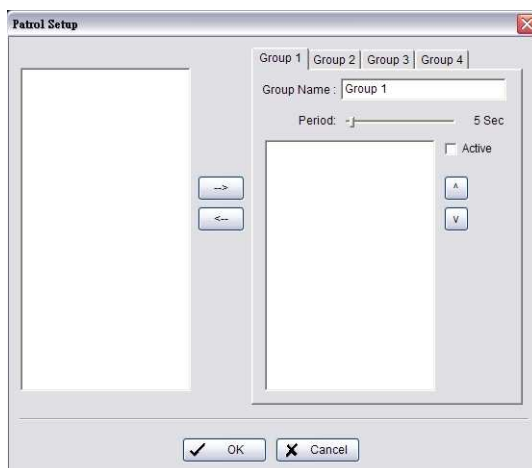 Patrol Setup
Group 1 Group 2 Group 3 Group 4
Group Name : Group 1
Period: 5 Sec
Active
-->
^
<--
v
OK Cancel